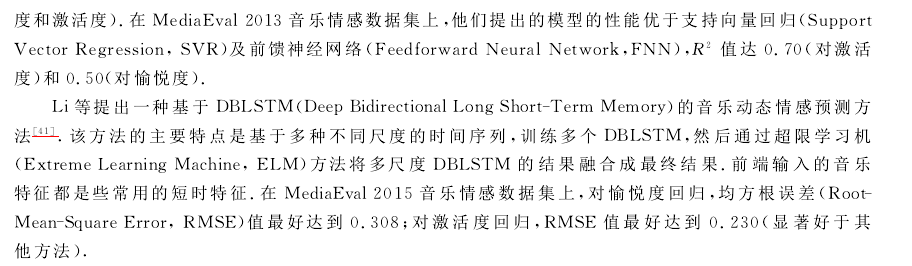 度和激活度).在 MediaEval 2013 音乐情感数据集上,他们提出的模型的性能优于支持向量回归(Support
Vector Regression, SVR)及前馈神经网络(Feedforward Neural Network,FNN),R² 值达 0.70(对激活
度)和 0.50(对愉悦度).
Li 等提出一种基于 DBLSTM(Deep Bidirectional Long Short-Term Memory)的音乐动态情感预测方
法[41].该方法的主要特点是基于多种不同尺度的时间序列,训练多个 DBLSTM,然后通过超限学习机
(Extreme Learning Machine, ELM)方法将多尺度 DBLSTM 的结果融合成最终结果.前端输入的音乐
特征都是些常用的短时特征.在 MediaEval 2015 音乐情感数据集上,对愉悦度回归,均方根误差(Root-
Mean-Square Error, RMSE)值最好达到 0.308;对激活度回归,RMSE 值最好达到 0.230(显著好于其
他方法).